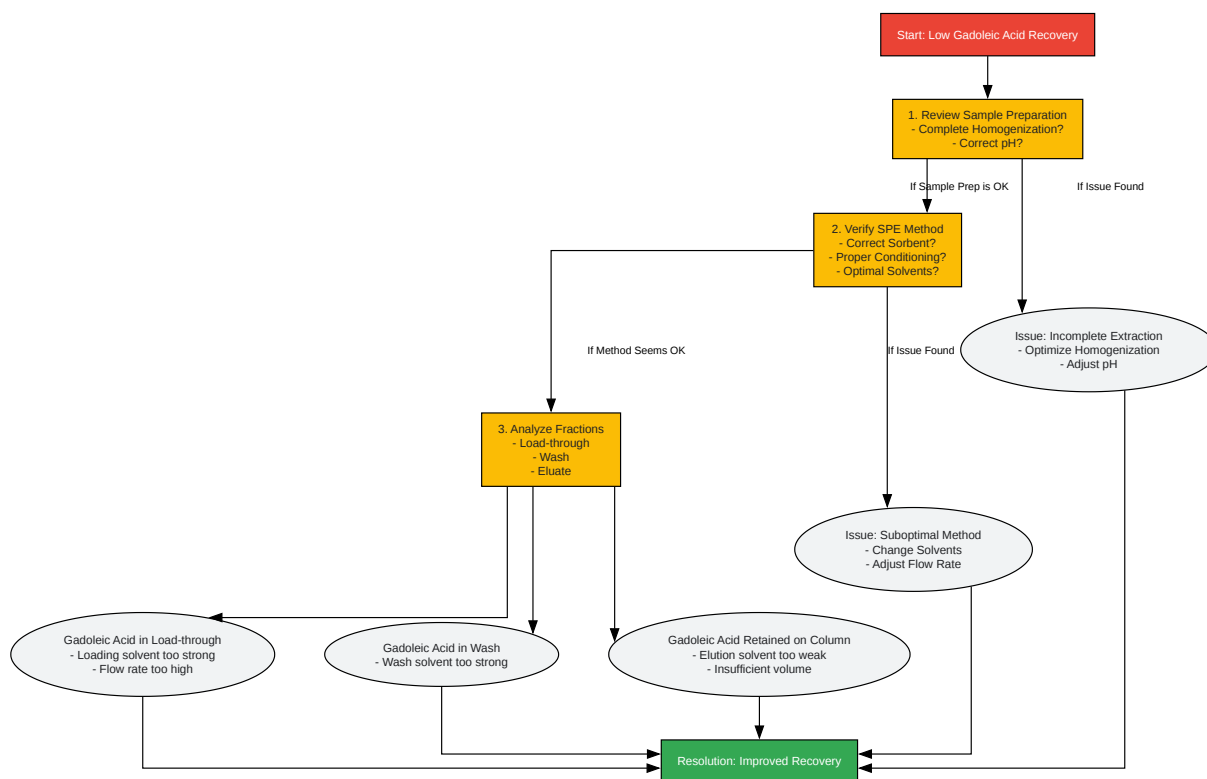 Start: Low Gadoleic Acid Recovery
1. Review Sample Preparation
- Complete Homogenization?
- Correct pH?
If Sample Prep is OK
If Issue Found
2. Verify SPE Method
- Correct Sorbent?
- Proper Conditioning?
- Optimal Solvents?
Issue: Incomplete Extraction
- Optimize Homogenization
- Adjust pH
If Method Seems OK
If Issue Found
3. Analyze Fractions
- Load-through
- Wash
- Eluate
Issue: Suboptimal Method
- Change Solvents
- Adjust Flow Rate
Gadoleic Acid in Load-through
- Loading solvent too strong
- Flow rate too high
Gadoleic Acid in Wash
- Wash solvent too strong
Gadoleic Acid Retained on Column
- Elution solvent too weak
- Insufficient volume
Resolution: Improved Recovery